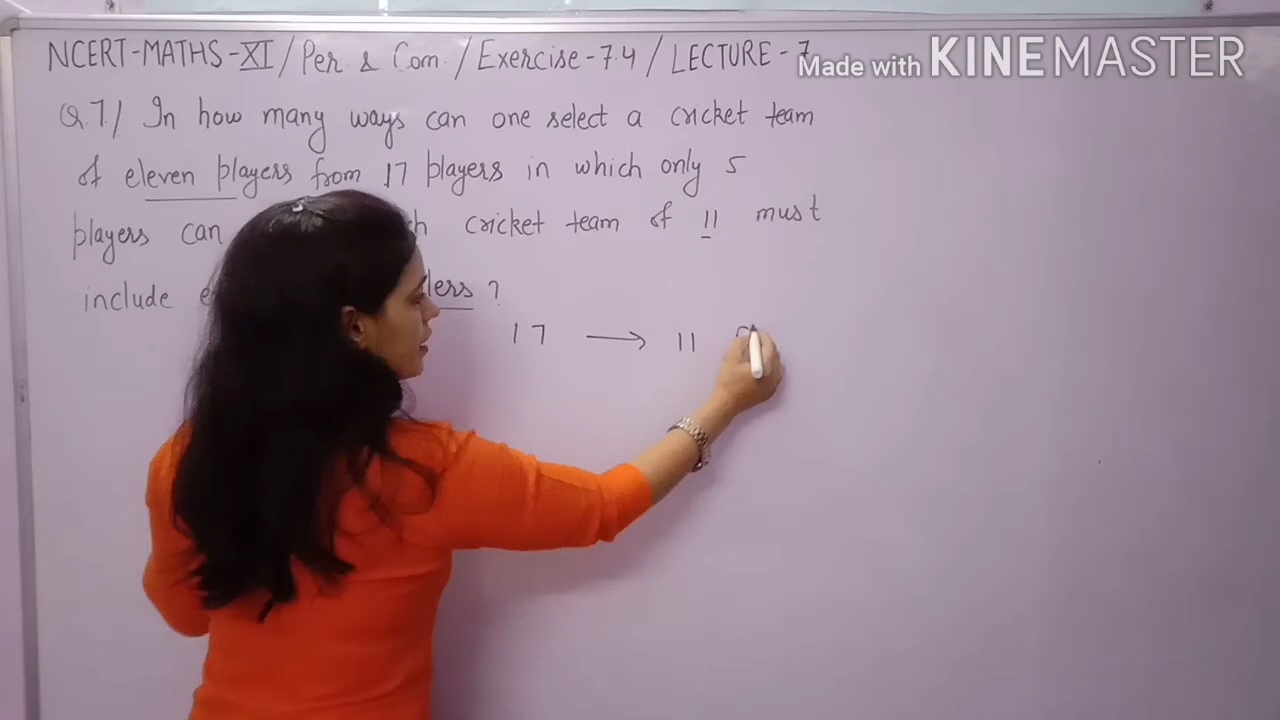 NCERT-MATHS-XI / Per & Com. / Exercise-7.4 / LECTURE-7
Made with KINEMASTER
Q.7/ In how many ways can one select a cricket team
of eleven players from 17 players in which only 5
players can cricket team of 11 must
include ?
17 → 11